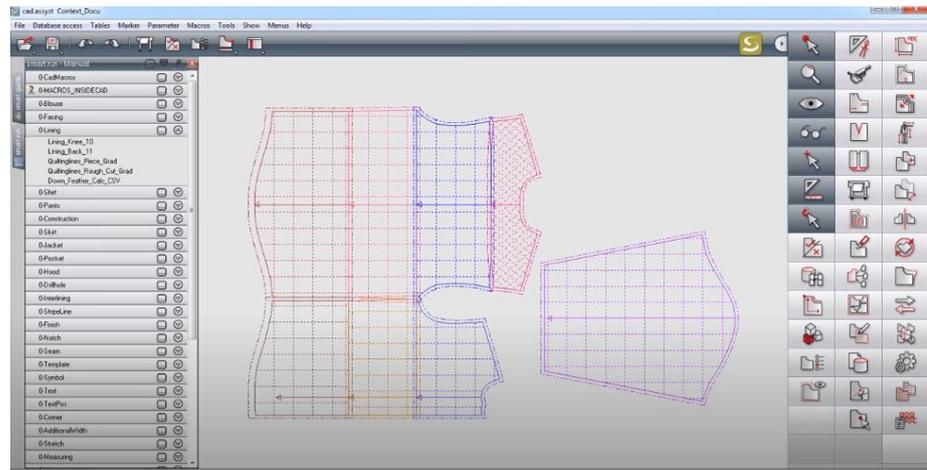 cad.assyst Context_Docu
File Database access Tables Marker Parameter Macros Tools Show Menus Help
smart.run - Manual
0-CadMacros
0-MACROS_INSIDECAD
0-Blouse
0-Facing
0-Lining
Lining_Knee_10
Lining_Back_11
Quiltinglines_Piece_Grad
Quiltinglines_Rough_Cut_Grad
Down_Feather_Calc_CSV
0-Shirt
0-Pants
0-Construction
0-Skirt
0-Jacket
0-Pocket
0-Hood
0-Drillhole
0-Interlining
0-StripeLine
0-Finish
0-Notch
0-Seam
0-Template
0-Symbol
0-Text
0-TextPos
0-Corner
0-AdditionalWidth
0-Stretch
0-Measuring
smart.run
S
ABC